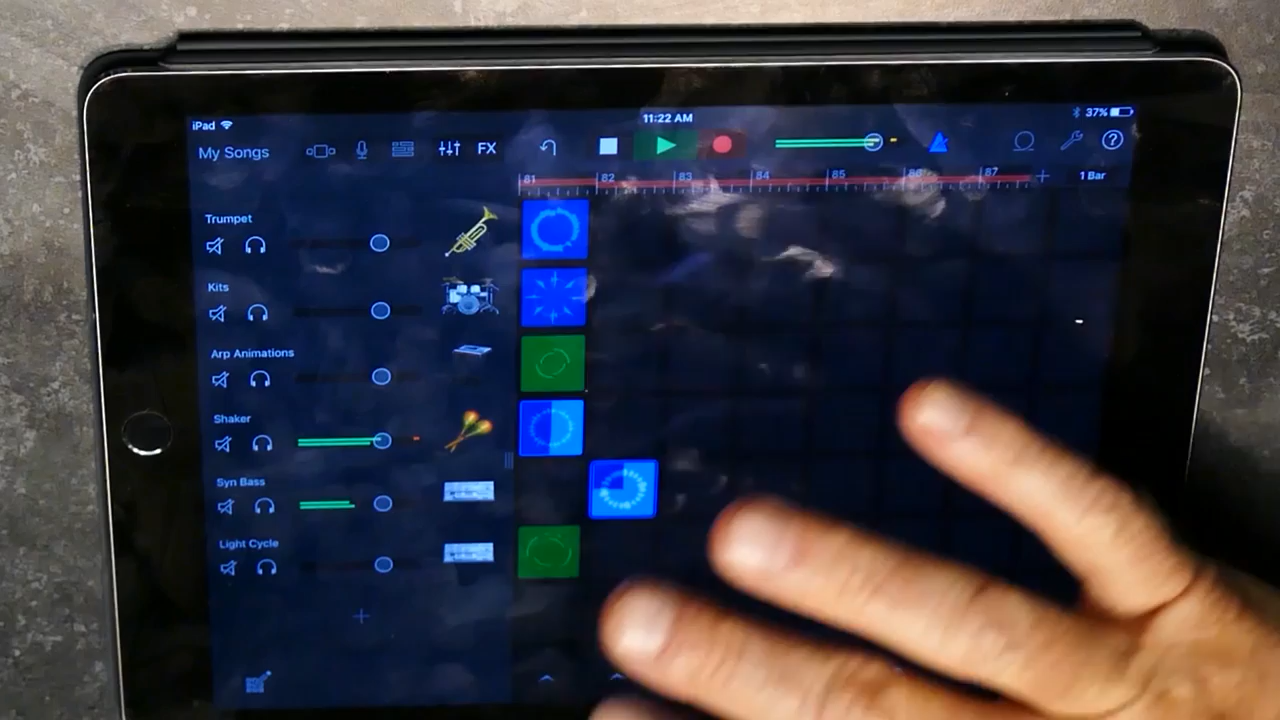 iPad
11:22 AM
37%
My Songs
FX
81 82 83 84 85 86 87
1 Bar
Trumpet
Kits
Arp Animations
Shaker
Syn Bass
Light Cycle